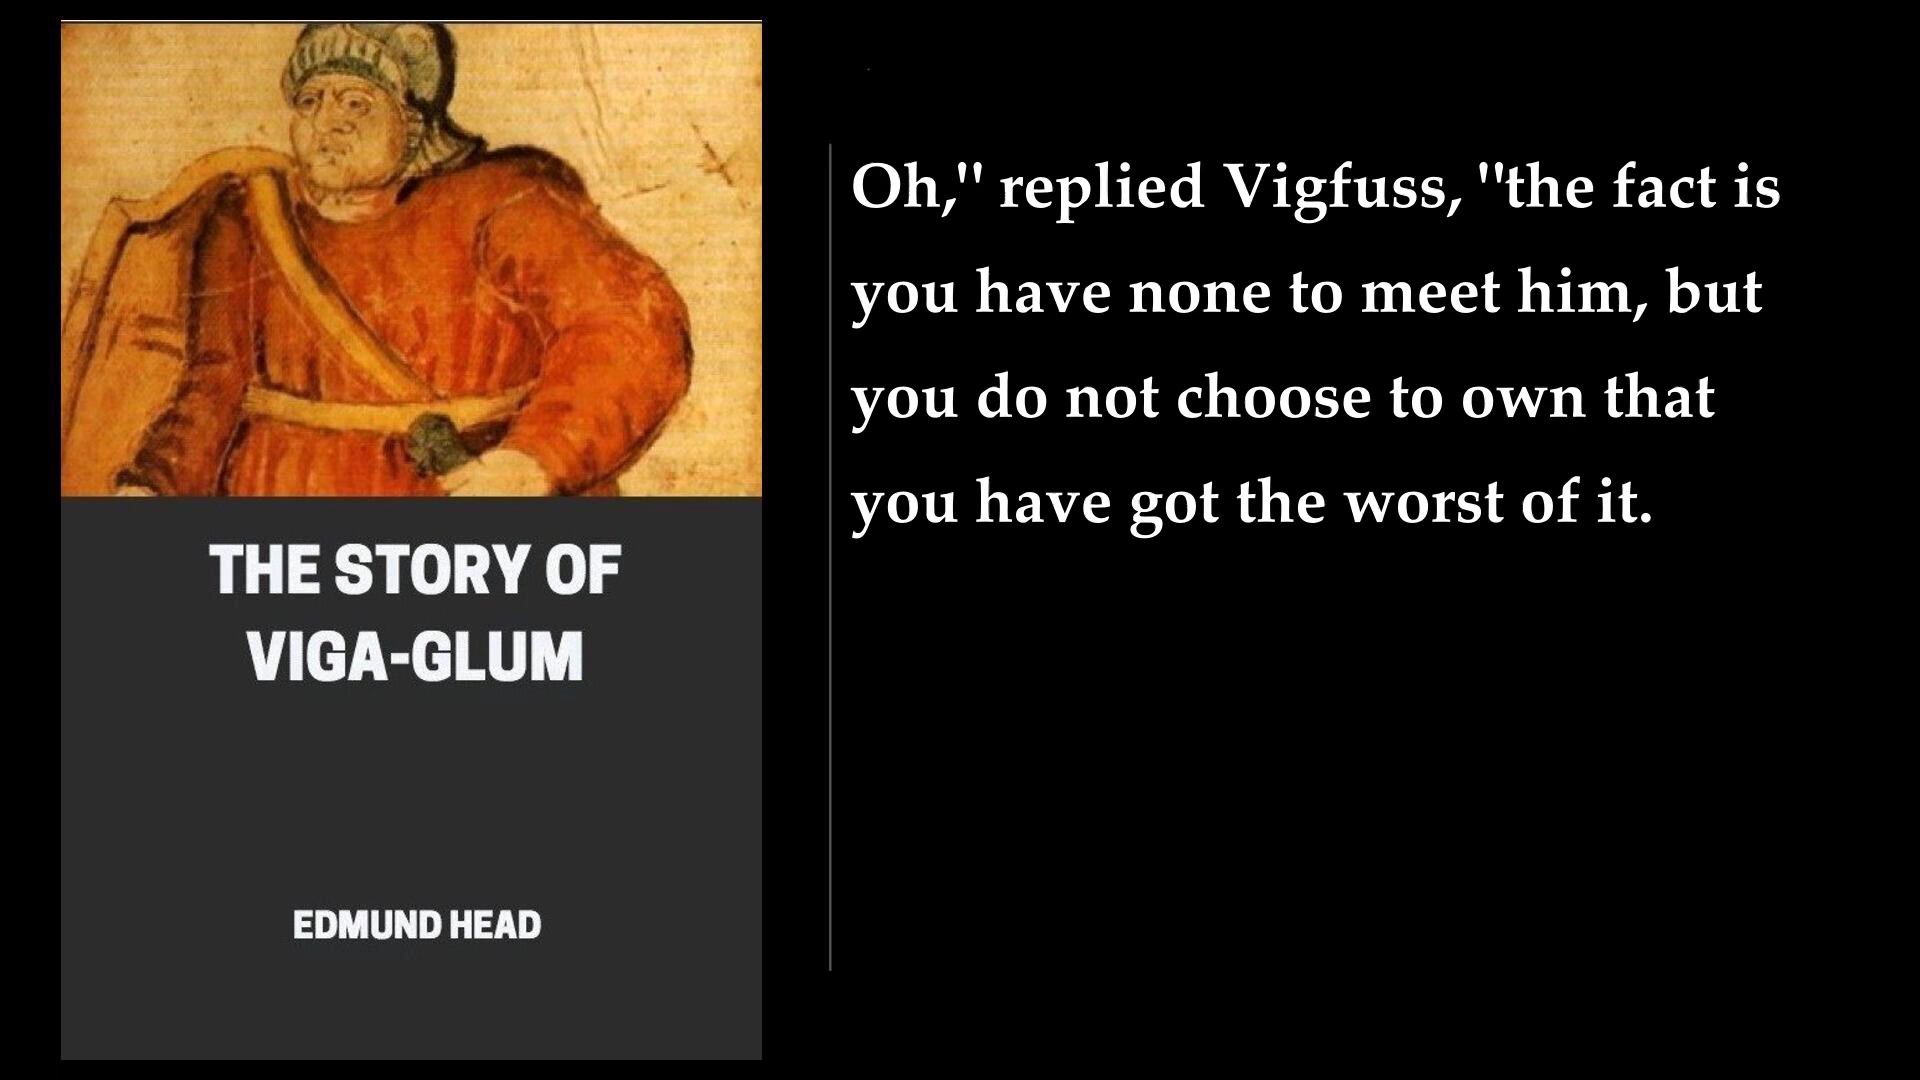 THE STORY OF
VIGA-GLUM
EDMUND HEAD
Oh," replied Vigfuss, "the fact is
you have none to meet him, but
you do not choose to own that
you have got the worst of it.